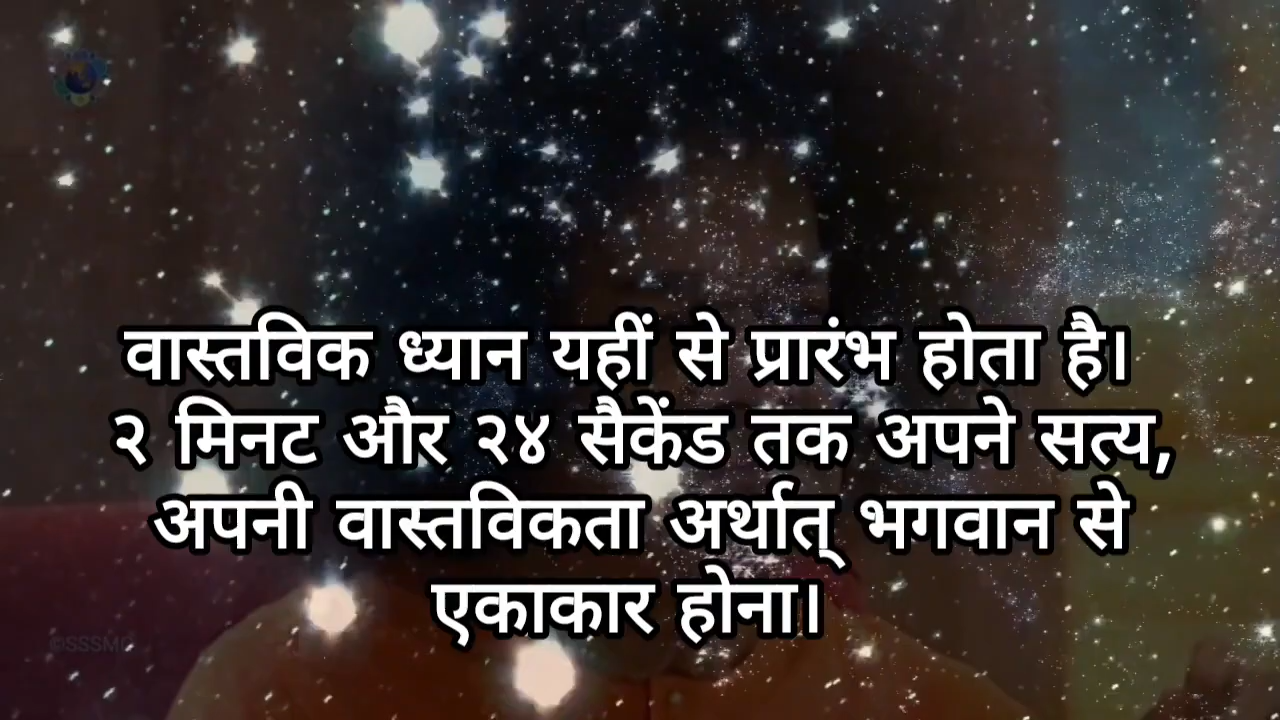 वास्तविक ध्यान यहीं से प्रारंभ होता है।
२ मिनट और २४ सैकेंड तक अपने सत्य,
अपनी वास्तविकता अर्थात् भगवान से
एकाकार होना।